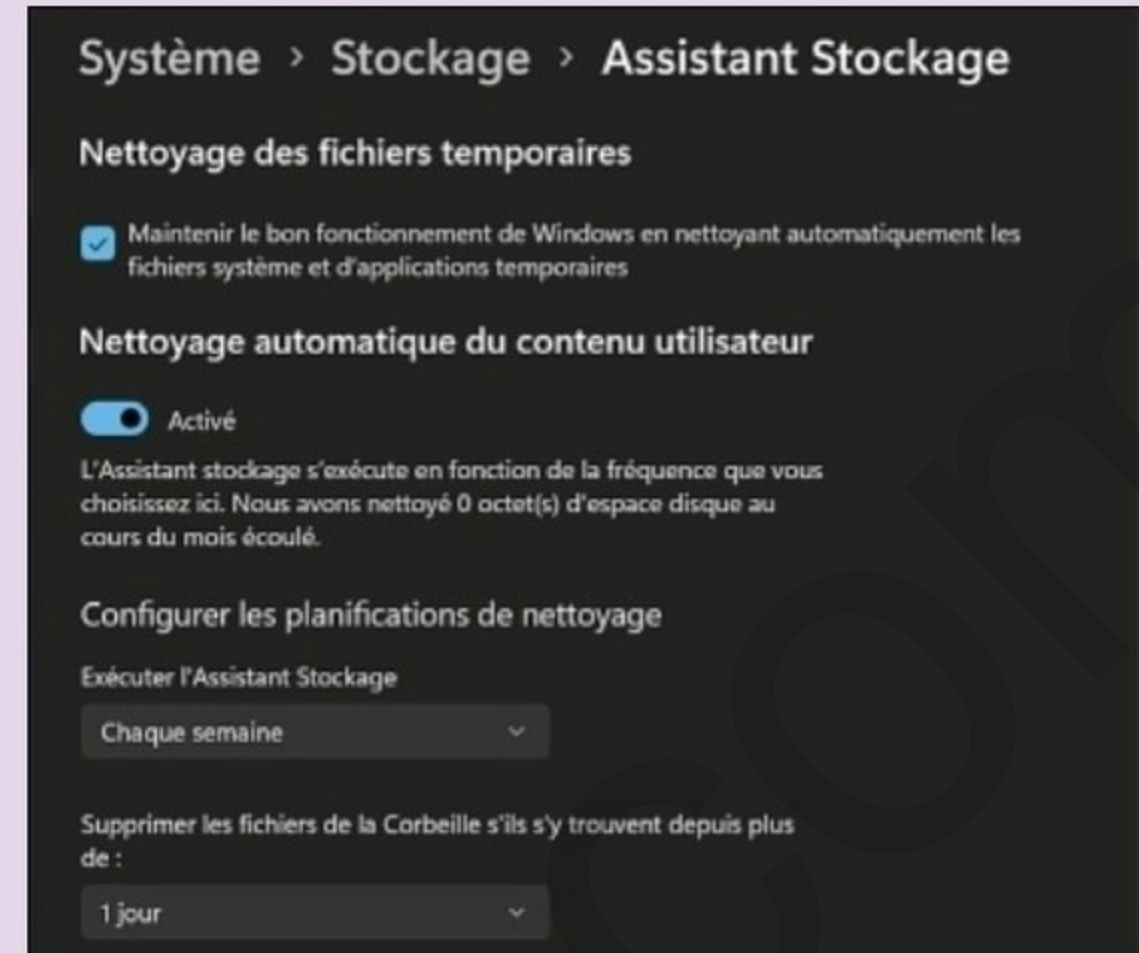 Système > Stockage > Assistant Stockage
Nettoyage des fichiers temporaires
Maintenir le bon fonctionnement de Windows en nettoyant automatiquement les
fichiers système et d'applications temporaires
Nettoyage automatique du contenu utilisateur
Activé
L'Assistant stockage s'exécute en fonction de la fréquence que vous
choisissez ici. Nous avons nettoyé 0 octet(s) d'espace disque au
cours du mois écoulé.
Configurer les planifications de nettoyage
Exécuter l'Assistant Stockage
Chaque semaine
Supprimer les fichiers de la Corbeille s'ils s'y trouvent depuis plus
de :
1 jour
com